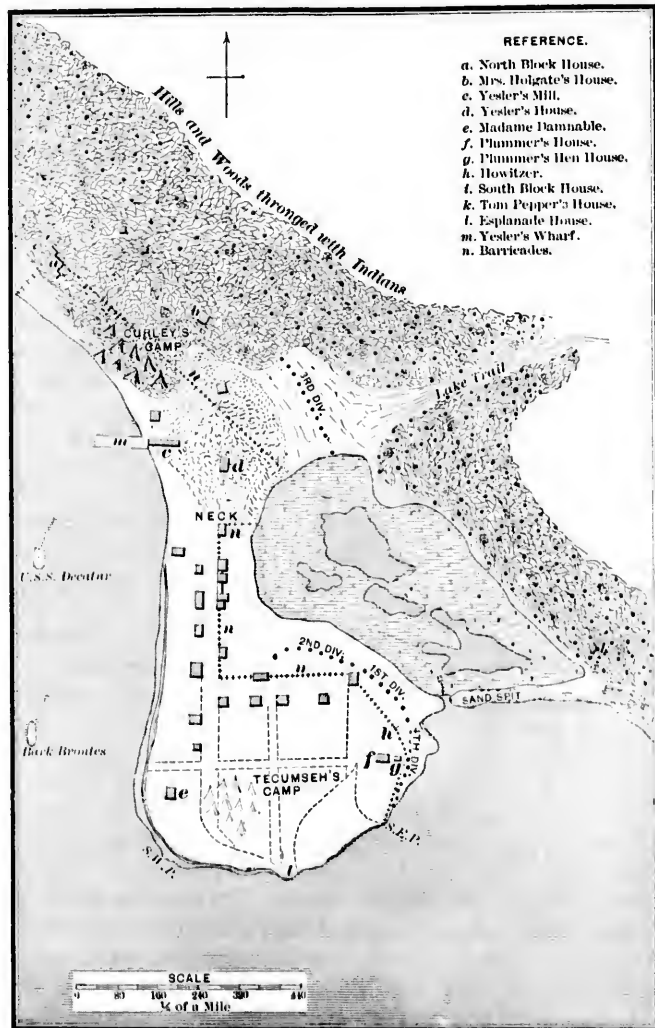 REFERENCE.
a. North Block House.
b. Mrs. Holgate's House.
c. Yesler's Mill.
d. Yesler's House.
e. Madame Damnable.
f. Plummer's House.
g. Plummer's Hen House.
h. Howitzer.
i. South Block House.
k. Tom Pepper's House.
l. Esplanade House.
m. Yesler's Wharf.
n. Barricades.
Hills and Woods thronged with Indians
a
b
CURLEY'S
CAMP
n
3RD DIV.
Lake Trail
m
c
d
NECK
n
U.S.S. Decatur
n
2ND DIV.
1ST DIV.
n
k
SAND SPIT
Bark Brontes
h
4TH DIV.
f
g
TECUMSEH'S
CAMP
e
S.E.P.
S.W.P.
l
SCALE
0 80 160 240 320 440
¼ of a Mile